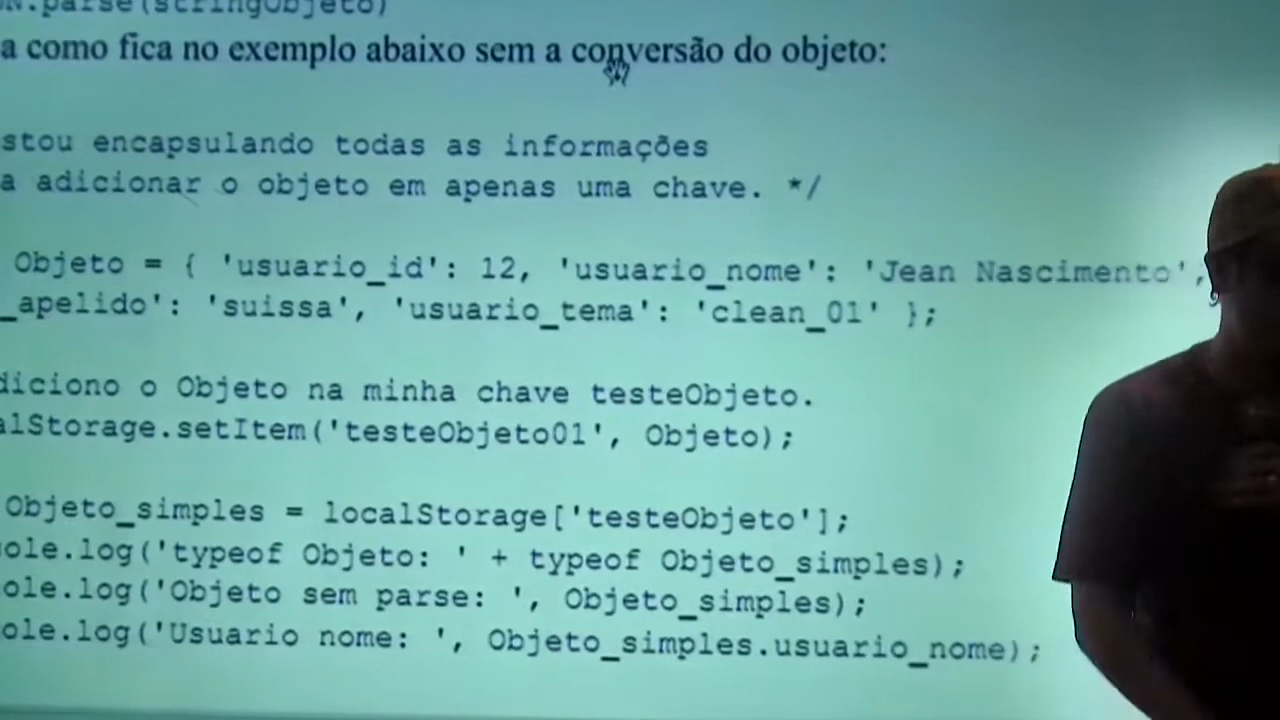 .parse(stringObjeto)
a como fica no exemplo abaixo sem a conversão do objeto:
stou encapsulando todas as informações
a adicionar o objeto em apenas uma chave. */
Objeto = { 'usuario_id': 12, 'usuario_nome': 'Jean Nascimento',
_apelido': 'suissa', 'usuario_tema': 'clean_01' };
diciono o Objeto na minha chave testeObjeto.
alStorage.setItem('testeObjeto01', Objeto);
Objeto_simples = localStorage['testeObjeto'];
ole.log('typeof Objeto: ' + typeof Objeto_simples);
ole.log('Objeto sem parse: ', Objeto_simples);
ole.log('Usuario nome: ', Objeto_simples.usuario_nome);